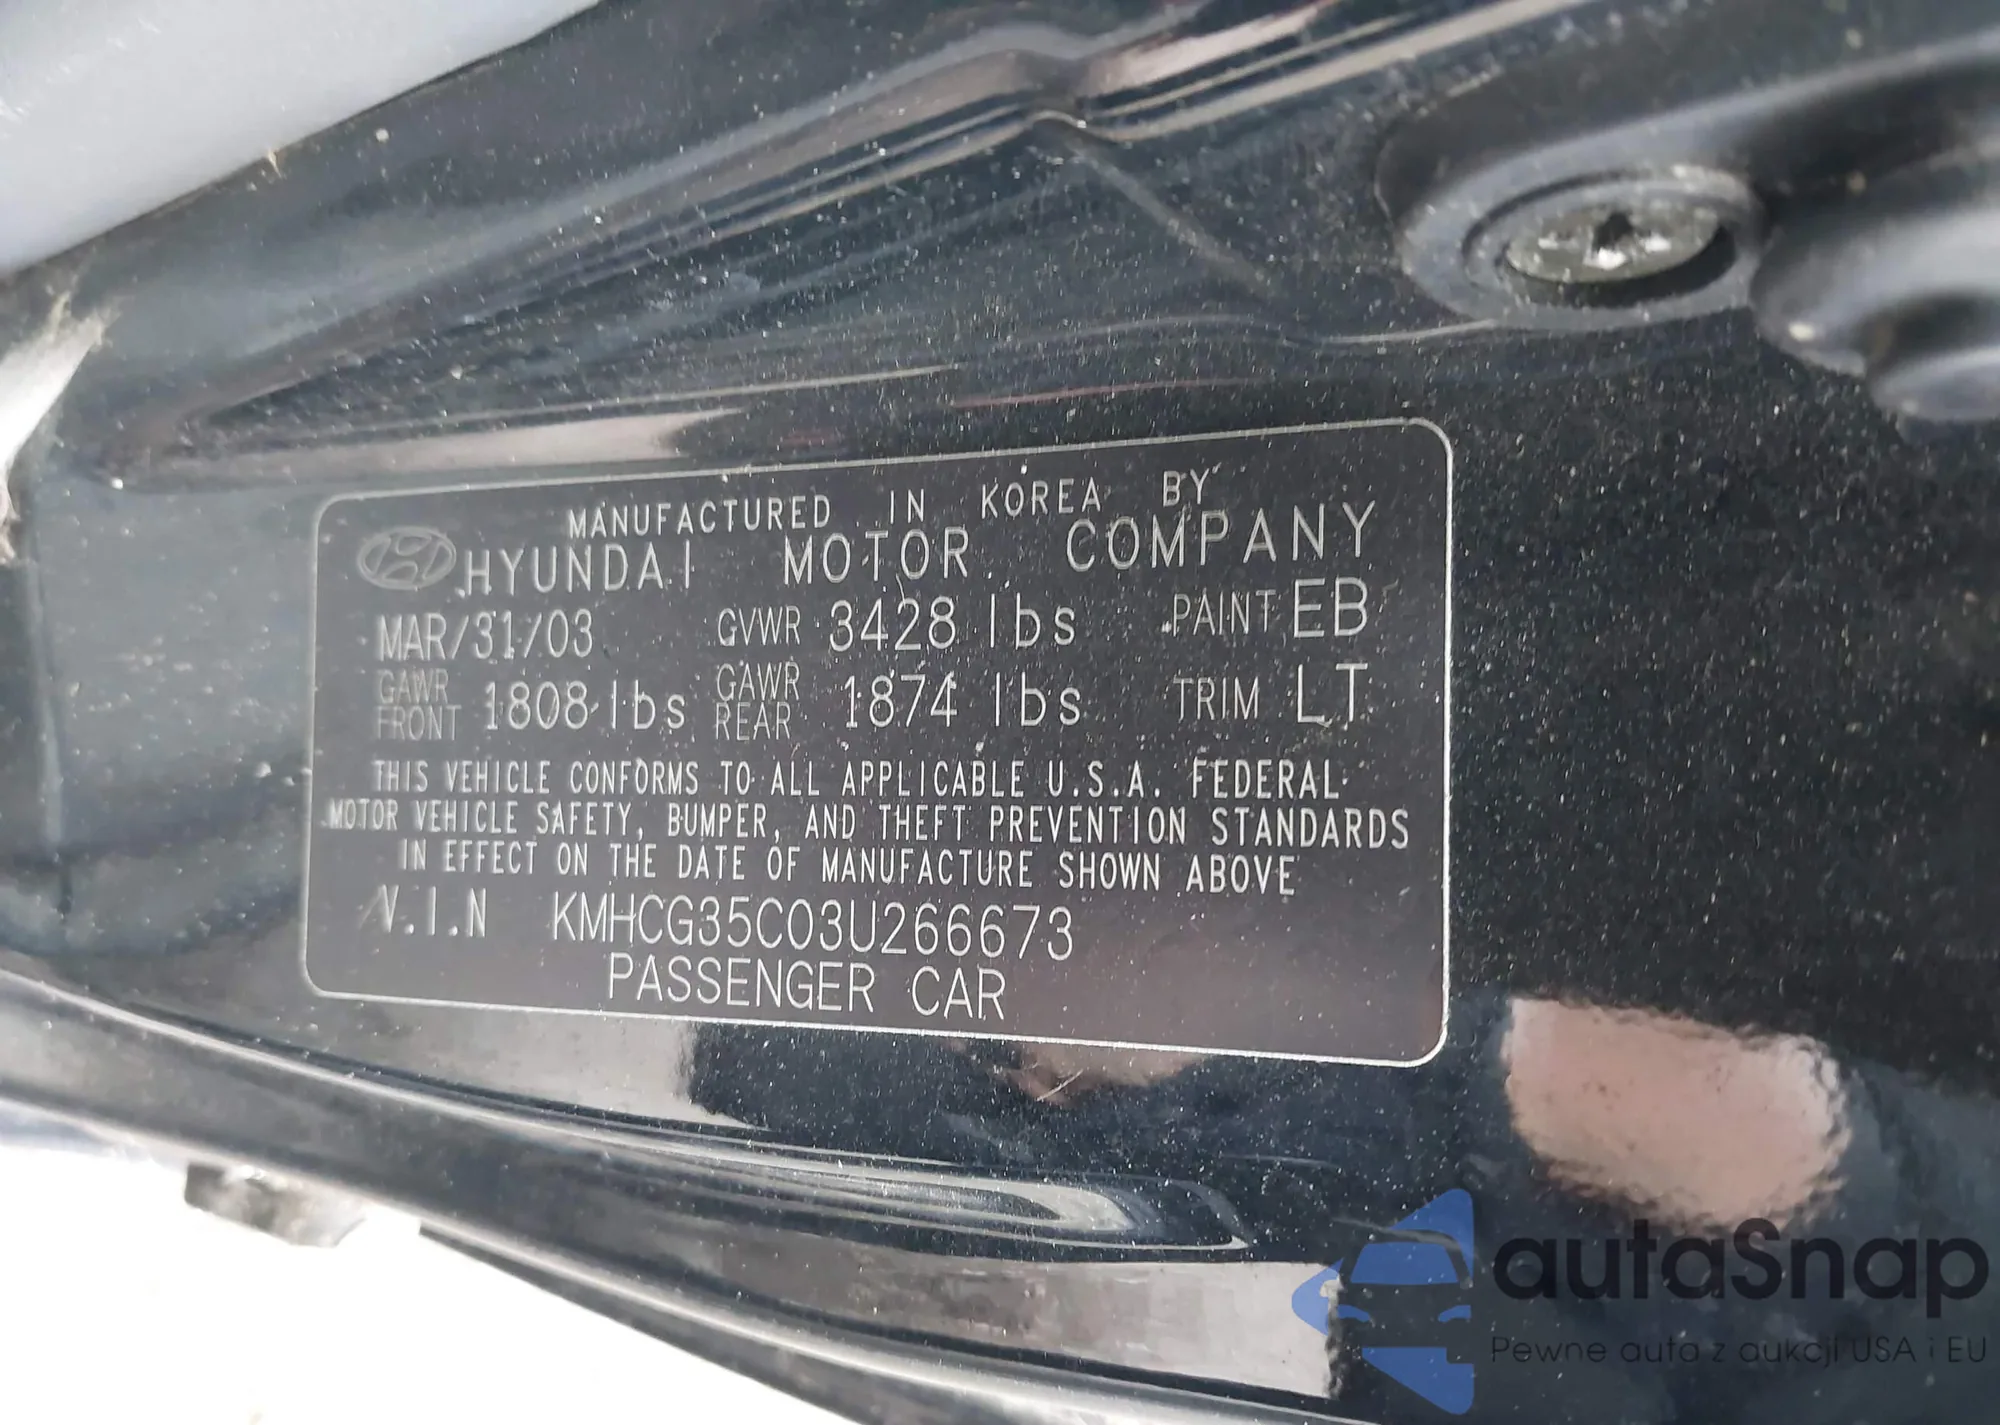 MANUFACTURED IN KOREA BY
HYUNDAI MOTOR COMPANY
MAR/31/03 GVWR 3428 lbs PAINT EB
GAWR FRONT 1808 lbs GAWR REAR 1874 lbs TRIM LT
THIS VEHICLE CONFORMS TO ALL APPLICABLE U.S.A. FEDERAL
MOTOR VEHICLE SAFETY, BUMPER, AND THEFT PREVENTION STANDARDS
IN EFFECT ON THE DATE OF MANUFACTURE SHOWN ABOVE
V.I.N KMHCG35C03U266673
PASSENGER CAR
autaSnap
Pewne auta z aukcji USA i EU